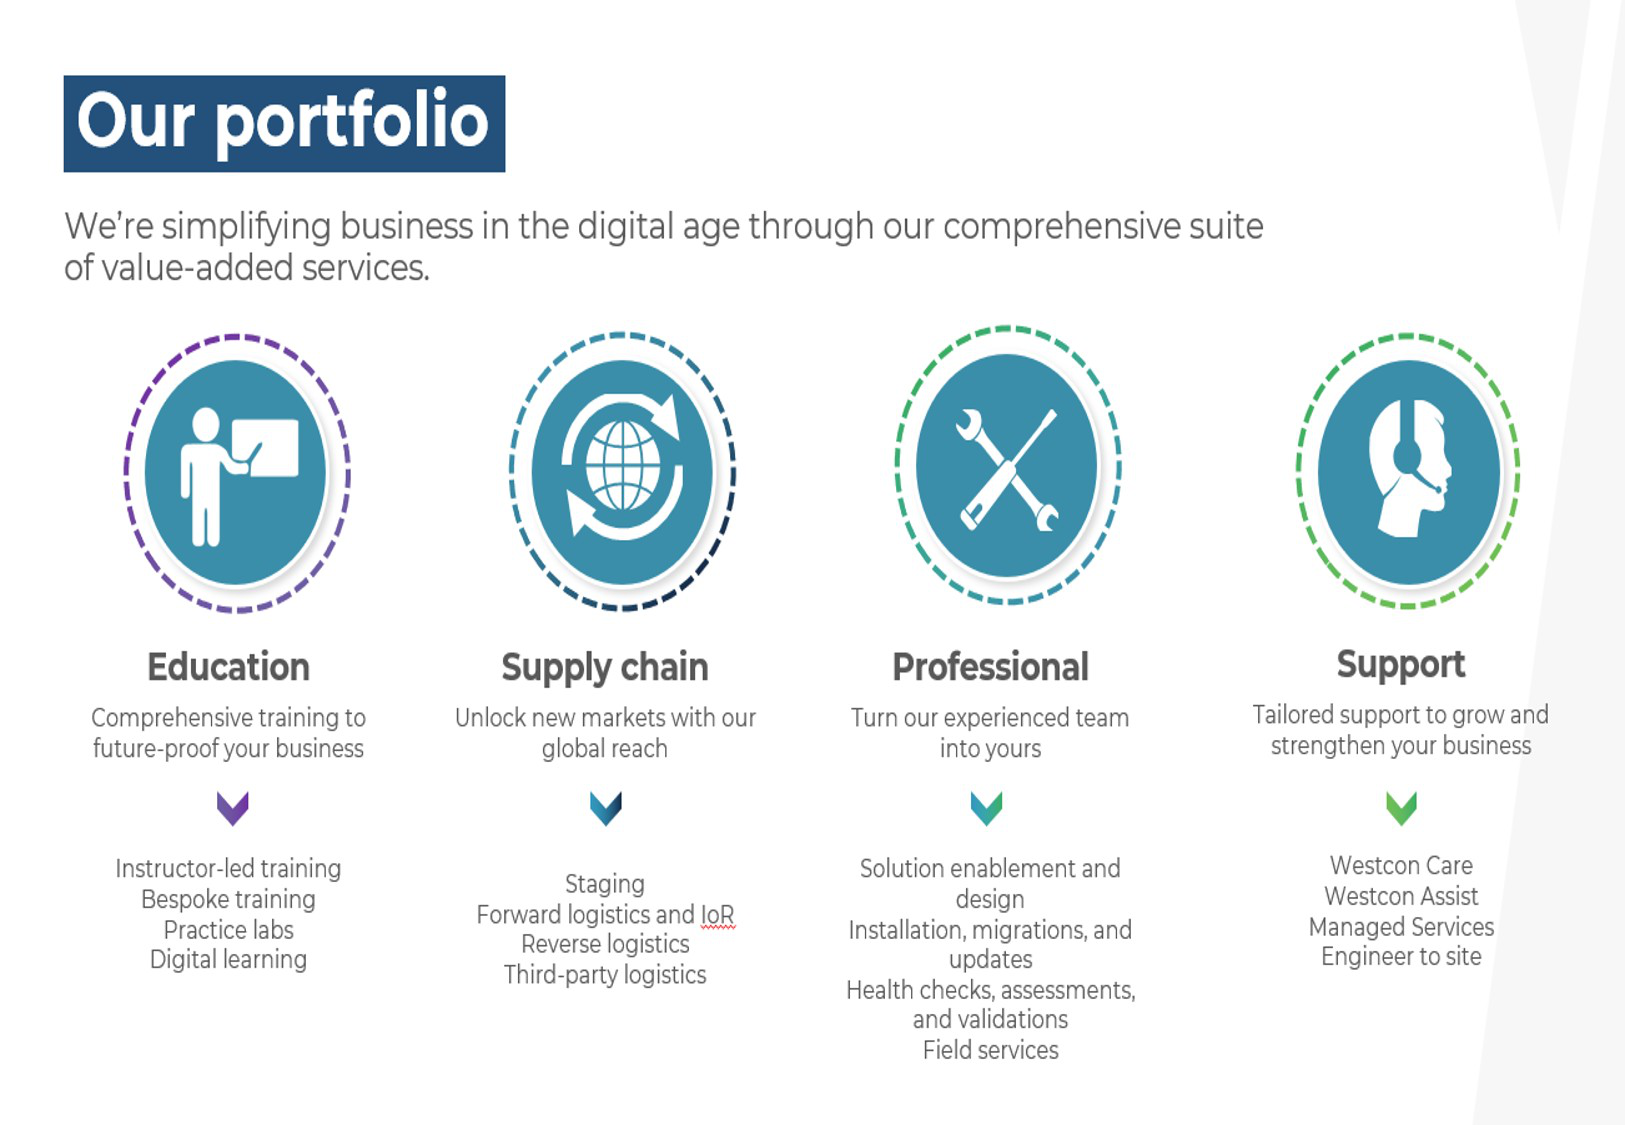 Our portfolio
We’re simplifying business in the digital age through our comprehensive suite
of value-added services.
Education
Comprehensive training to
future-proof your business
Instructor-led training
Bespoke training
Practice labs
Digital learning
Supply chain
Unlock new markets with our
global reach
Staging
Forward logistics and IoR
Reverse logistics
Third-party logistics
Professional
Turn our experienced team
into yours
Solution enablement and
design
Installation, migrations, and
updates
Health checks, assessments,
and validations
Field services
Support
Tailored support to grow and
strengthen your business
Westcon Care
Westcon Assist
Managed Services
Engineer to site